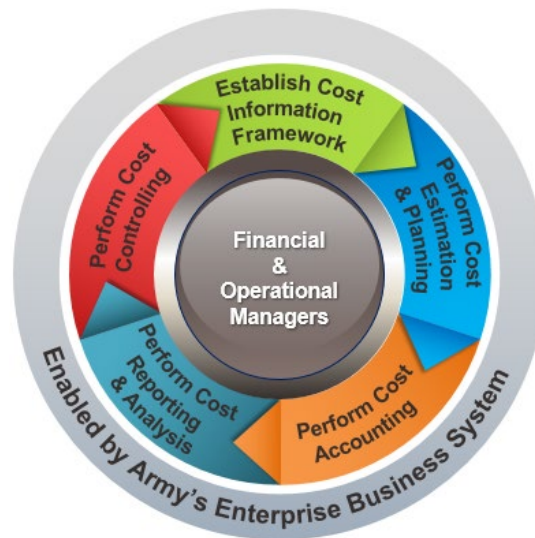 Establish Cost
Information
Framework
Perform Cost
Estimation
& Planning
Perform Cost
Accounting
Perform Cost
Reporting
& Analysis
Perform Cost
Controlling
Financial
&
Operational
Managers
Enabled by Army's Enterprise Business System